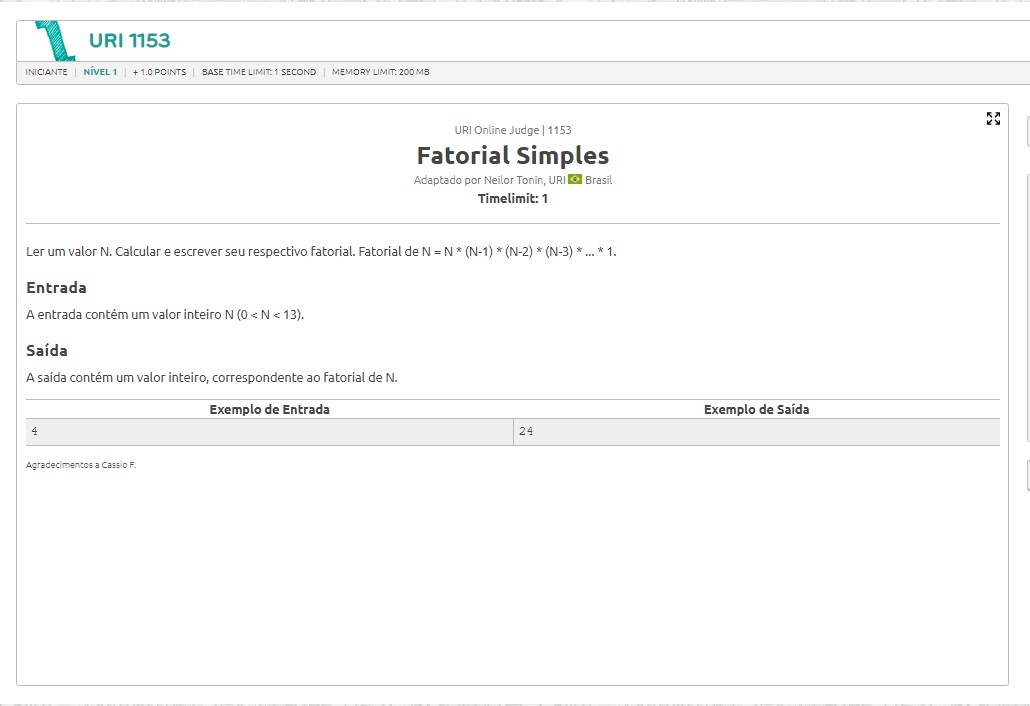 URI 1153
INICIANTE | NÍVEL 1 | + 1.0 POINTS | BASE TIME LIMIT: 1 SECOND | MEMORY LIMIT: 200 MB
URI Online Judge | 1153
Fatorial Simples
Adaptado por Neilor Tonin, URI Brasil
Timelimit: 1
Ler um valor N. Calcular e escrever seu respectivo fatorial. Fatorial de N = N * (N-1) * (N-2) * (N-3) * ... * 1.
Entrada
A entrada contém um valor inteiro N (0 < N < 13).
Saída
A saída contém um valor inteiro, correspondente ao fatorial de N.
Exemplo de Entrada Exemplo de Saída
4 24
Agradecimentos a Cassio F.